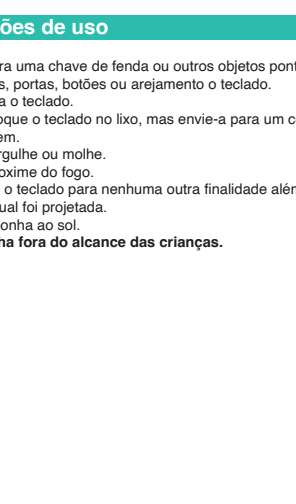 ões de uso
ra uma chave de fenda ou outros objetos pont
s, portas, botões ou arejamento o teclado.
a o teclado.
oque o teclado no lixo, mas envie-a para um c
em.
rgulhe ou molhe.
oxime do fogo.
o teclado para nenhuma outra finalidade alé
ual foi projetada.
onha ao sol.
ha fora do alcance das crianças.